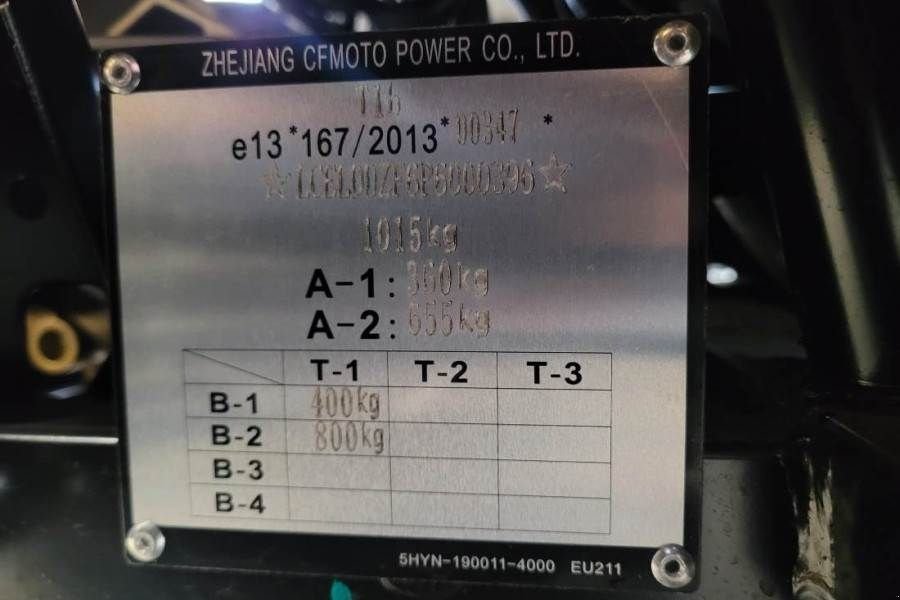 ZHEJIANG CFMOTO POWER CO., LTD.
T1b
e13*167/2013*00347*
1015kg
A-1: 360kg
A-2: 655kg
T-1 T-2 T-3
B-1 400kg
B-2 800kg
B-3
B-4
5HYN-190011-4000 EU211